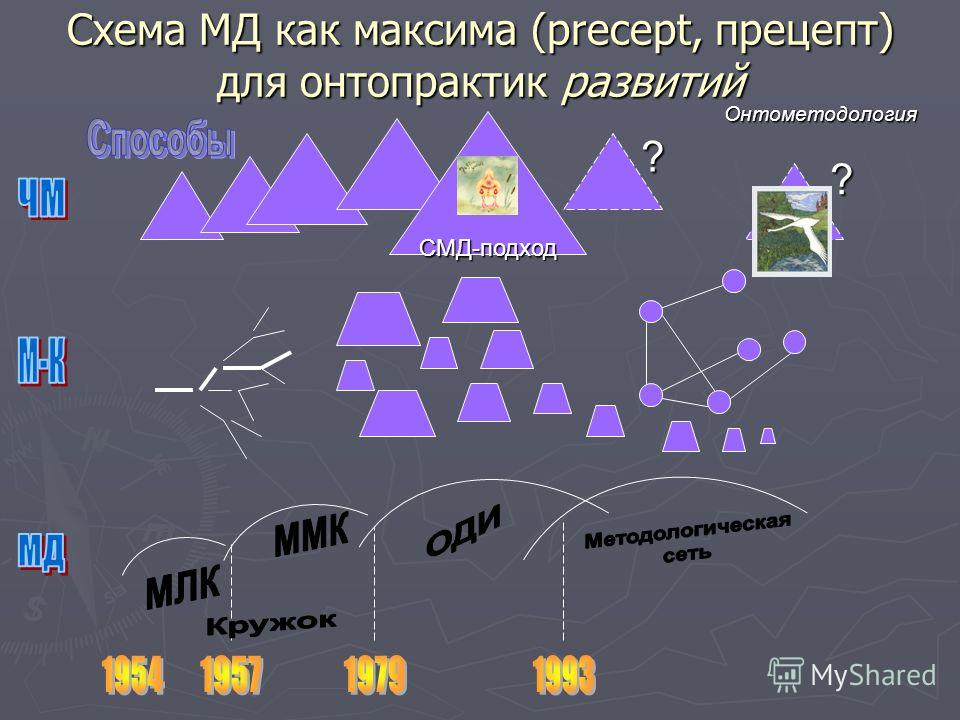 Схема МД как максима (precept, прецепт)
для онтопрактик развитий
Онтометодология
Способы
?
?
ЧМ
СМД-подход
М-К
МД
МЛК
ММК
ОДИ
Методологическая
сеть
Кружок
1954
1957
1979
1993
MyShared